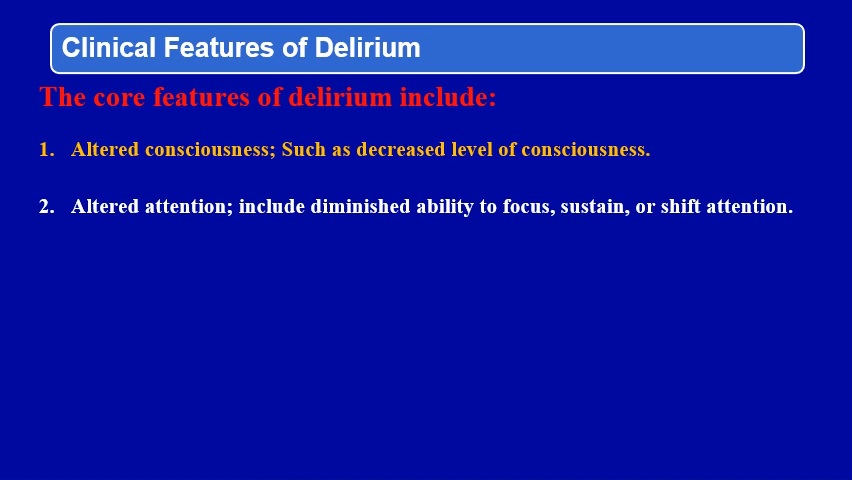 Clinical Features of Delirium
The core features of delirium include:
1. Altered consciousness; Such as decreased level of consciousness.
2. Altered attention; include diminished ability to focus, sustain, or shift attention.